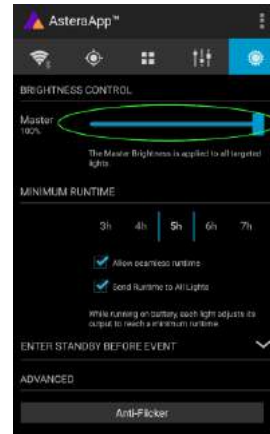 AsteraApp™
BRIGHTNESS CONTROL
Master
100%
The Master Brightness is applied to all targeted
lights
MINIMUM RUNTIME
3h 4h 5h 6h 7h
Allow seamless runtime
Send Runtime to All Lights
While running on battery, each light adjusts its
output to reach a minimum runtime
ENTER STANDBY BEFORE EVENT
ADVANCED
Anti-Flicker